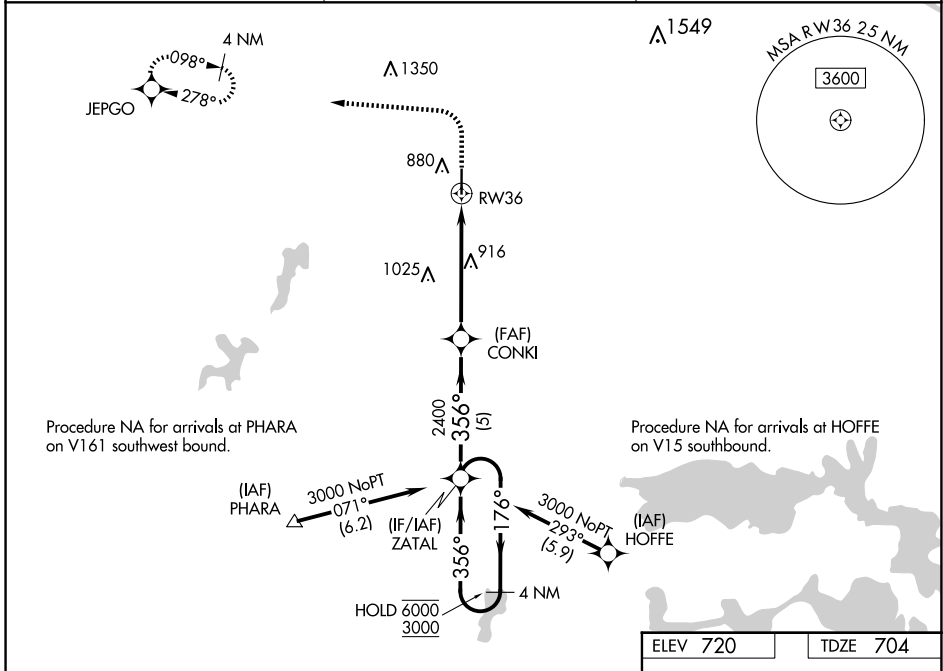 1549
MSA RW36 25 NM
3600
4 NM
098°
278°
JEPGO
1350
880
RW36
1025
916
(FAF)
CONKI
2400
356°
(5)
Procedure NA for arrivals at PHARA
on V161 southwest bound.
Procedure NA for arrivals at HOFFE
on V15 southbound.
(IAF)
PHARA
3000 NoPT
071°
(6.2)
(IF/IAF)
ZATAL
176°
3000 NoPT
293°
(5.9)
(IAF)
HOFFE
356°
4 NM
HOLD 6000
3000
ELEV 720
TDZE 704